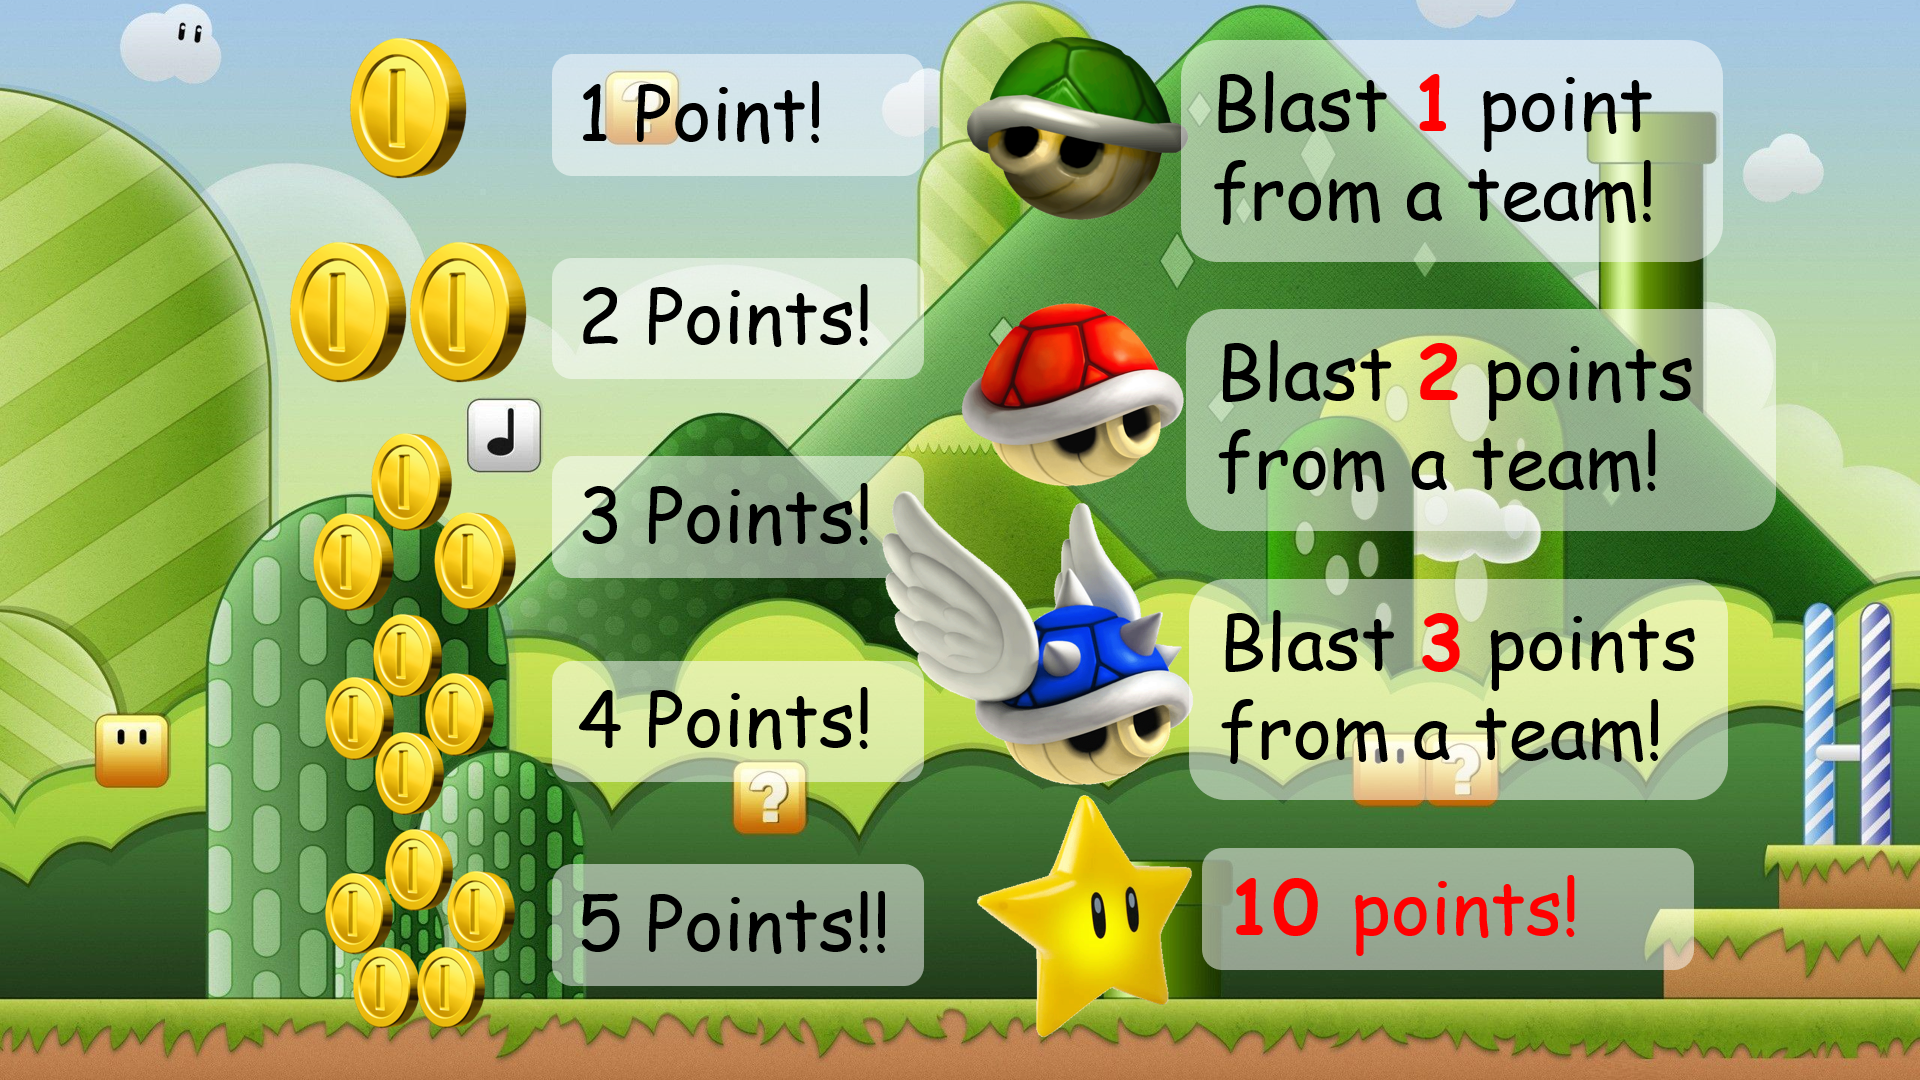 1 Point!
2 Points!
3 Points!
4 Points!
5 Points!!
Blast 1 point
from a team!
Blast 2 points
from a team!
Blast 3 points
from a team!
10 points!
?
?